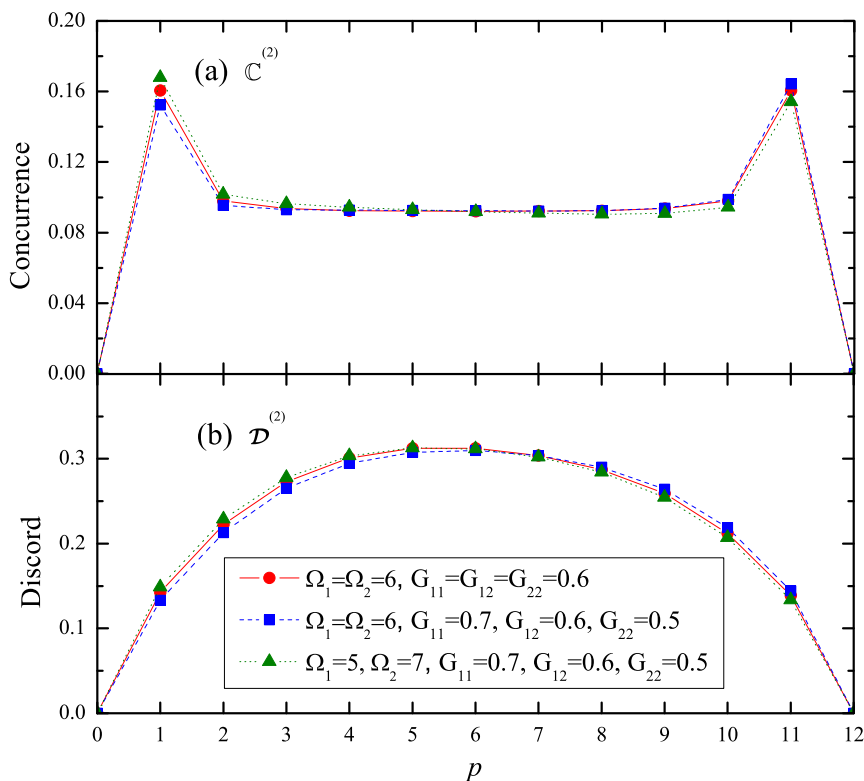 0.20
0.16
0.12
0.08
0.04
0.00
Concurrence
(a) ℂ⁽²⁾
0.3
0.2
0.1
0.0
Discord
(b) 𝒟⁽²⁾
Ω₁=Ω₂=6, G₁₁=G₁₂=G₂₂=0.6
Ω₁=Ω₂=6, G₁₁=0.7, G₁₂=0.6, G₂₂=0.5
Ω₁=5, Ω₂=7, G₁₁=0.7, G₁₂=0.6, G₂₂=0.5
0 1 2 3 4 5 6 7 8 9 10 11 12
p